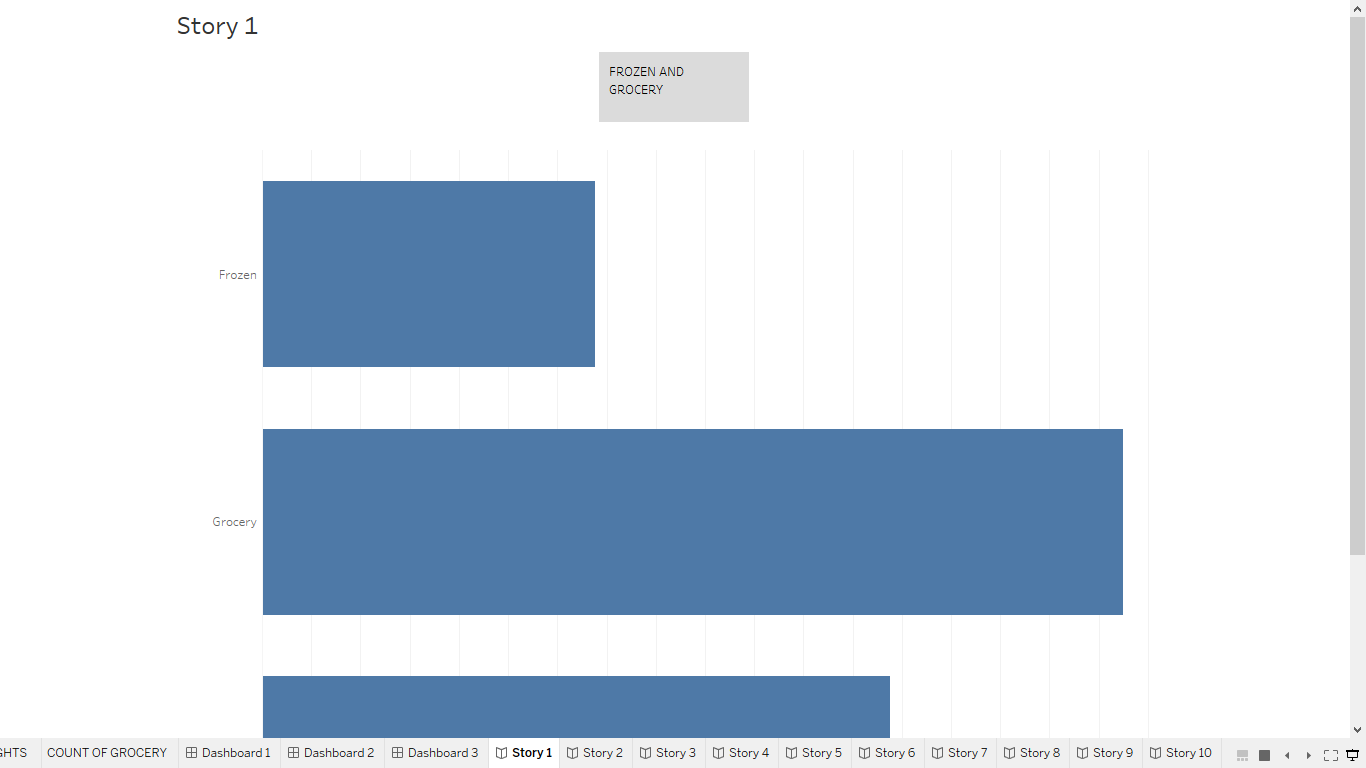 Story 1
FROZEN AND
GROCERY
Frozen
Grocery
COUNT OF GROCERY Dashboard 1 Dashboard 2 Dashboard 3 Story 1 Story 2 Story 3 Story 4 Story 5 Story 6 Story 7 Story 8 Story 9 Story 10